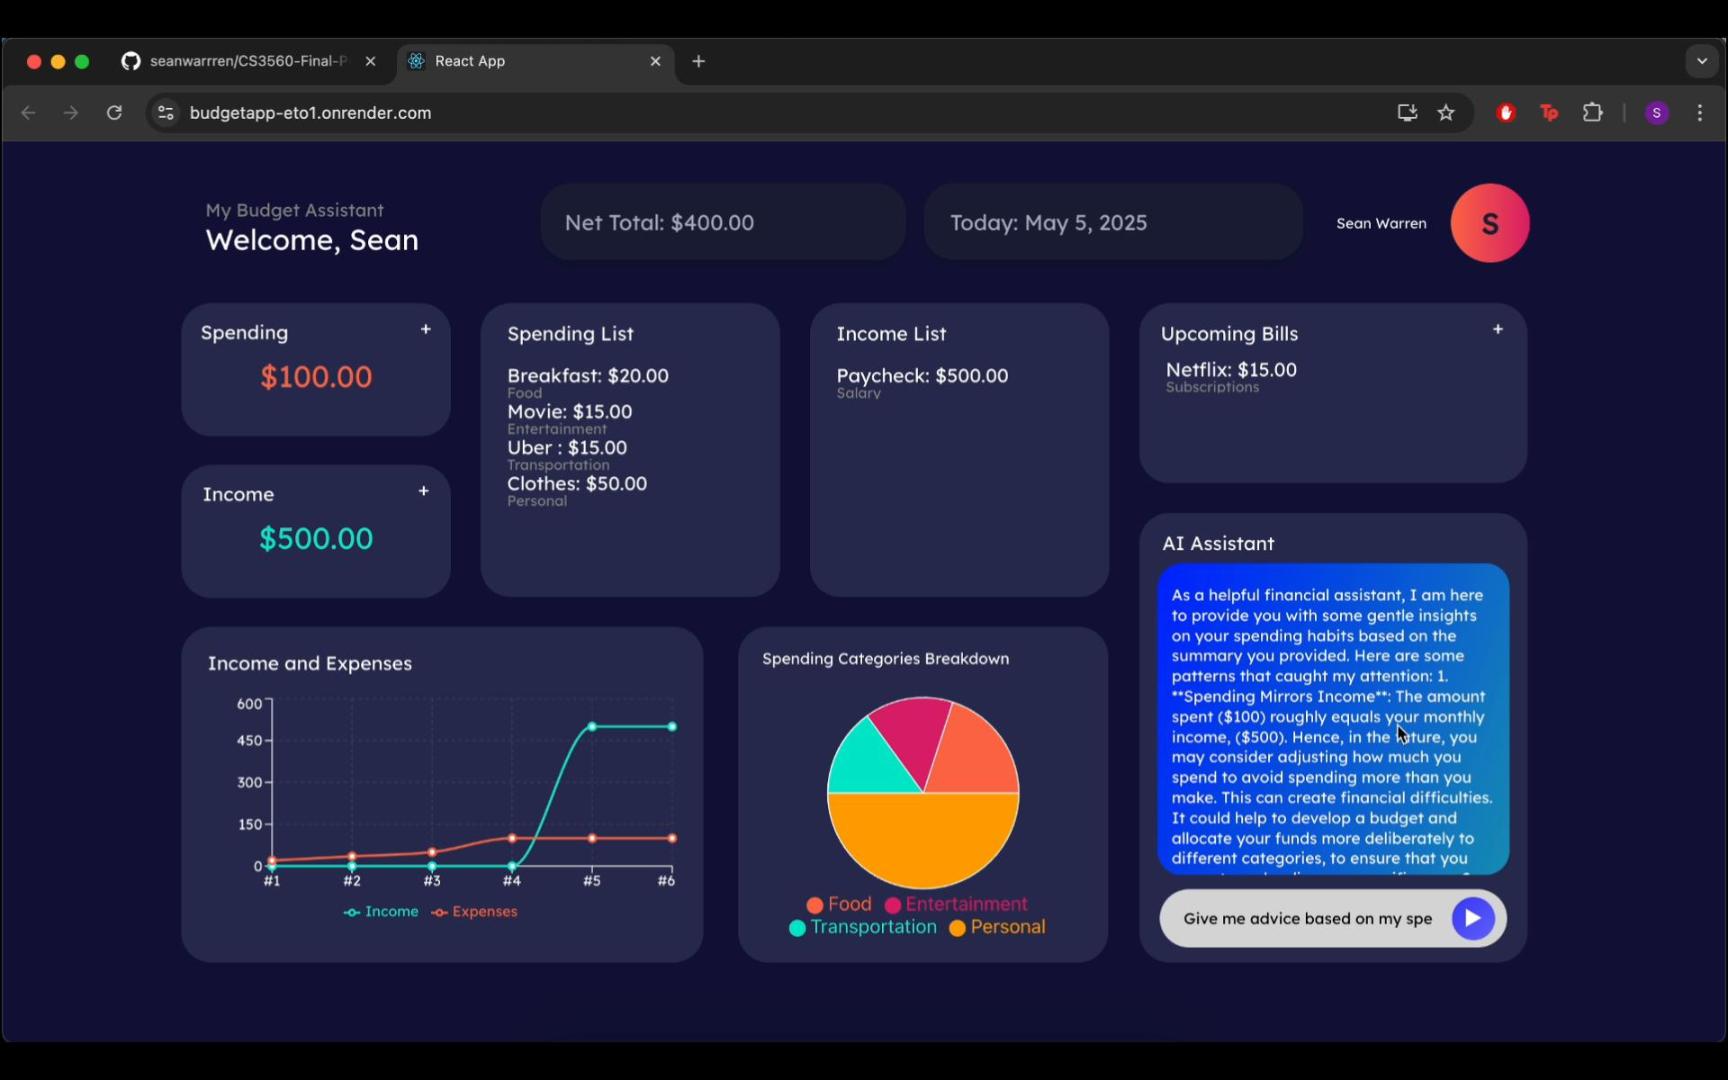 seanwarrren/CS3560-Final-P
React App
budgetapp-eto1.onrender.com
Tp
S
My Budget Assistant
Welcome, Sean
Net Total: $400.00
Today: May 5, 2025
Sean Warren
S
Spending
+
$100.00
Income
+
$500.00
Spending List
Breakfast: $20.00
Food
Movie: $15.00
Entertainment
Uber : $15.00
Transportation
Clothes: $50.00
Personal
Income List
Paycheck: $500.00
Salary
Upcoming Bills
+
Netflix: $15.00
Subscriptions
Income and Expenses
600
450
300
150
0
#1 #2 #3 #4 #5 #6
Income Expenses
Spending Categories Breakdown
Food Entertainment
Transportation Personal
AI Assistant
As a helpful financial assistant, I am here
to provide you with some gentle insights
on your spending habits based on the
summary you provided. Here are some
patterns that caught my attention: 1.
**Spending Mirrors Income**: The amount
spent ($100) roughly equals your monthly
income, ($500). Hence, in the future, you
may consider adjusting how much you
spend to avoid spending more than you
make. This can create financial difficulties.
It could help to develop a budget and
allocate your funds more deliberately to
different categories, to ensure that you
Give me advice based on my spe